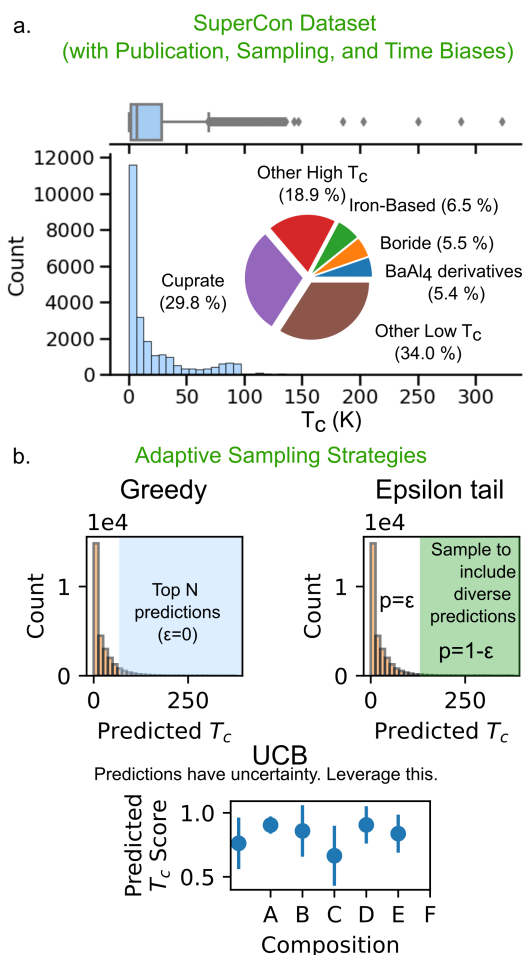 a.
SuperCon Dataset
(with Publication, Sampling, and Time Biases)
12000
10000
8000
6000
4000
2000
0
Count
Other High Tc
(18.9 %)
Iron-Based (6.5 %)
Boride (5.5 %)
BaAl4 derivatives
(5.4 %)
Cuprate
(29.8 %)
Other Low Tc
(34.0 %)
0 50 100 150 200 250 300
Tc (K)
b.
Adaptive Sampling Strategies
Greedy
1e4
1
0
Count
Top N
predictions
(ε=0)
0 250
Predicted Tc
Epsilon tail
1e4
1
0
Count
p=ε
Sample to
include
diverse
predictions
p=1-ε
0 250
Predicted Tc
UCB
Predictions have uncertainty. Leverage this.
Predicted
Tc Score
1.0
0.5
A B C D E F
Composition